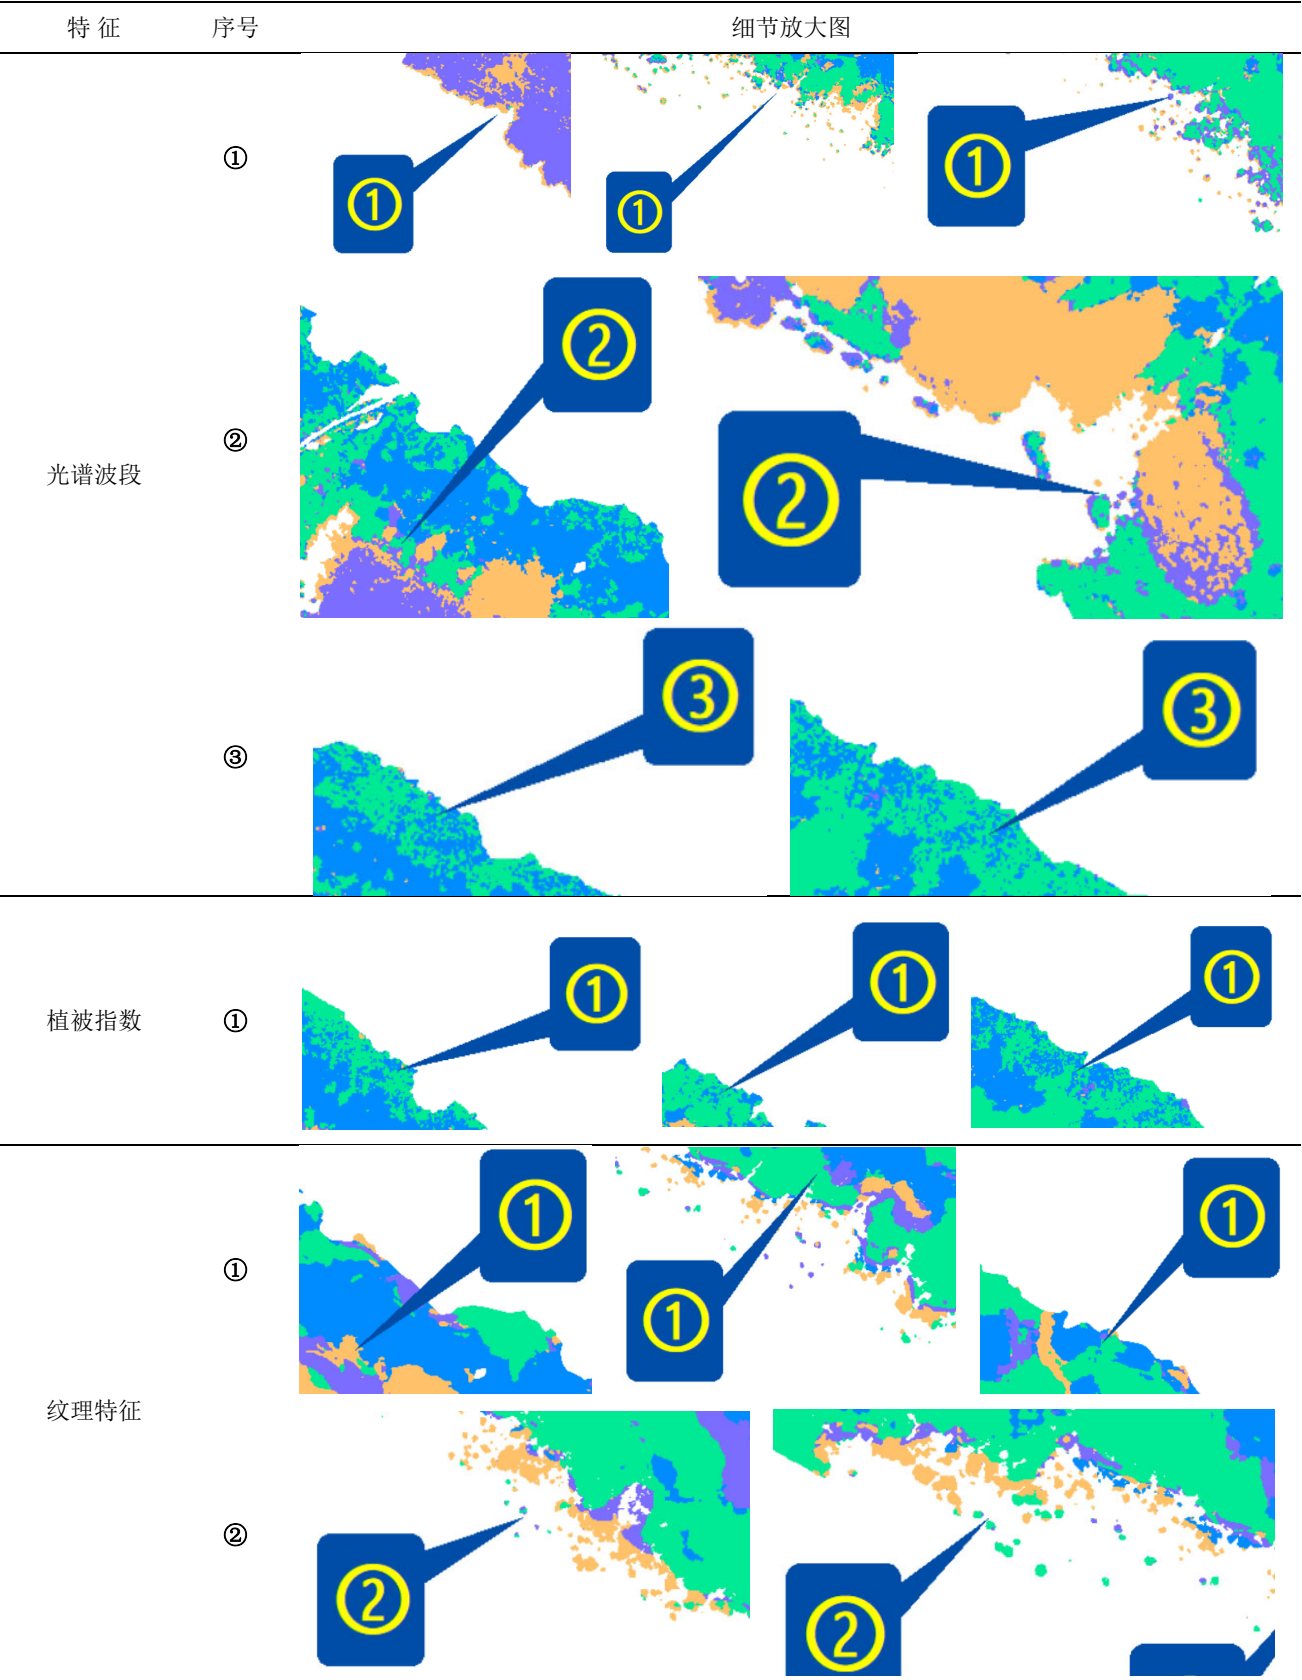 特 征 序号 细节放大图
① ① ① ①
光谱波段 ② ② ②
③ ③ ③
植被指数 ① ① ① ①
纹理特征 ① ① ① ①
② ② ②